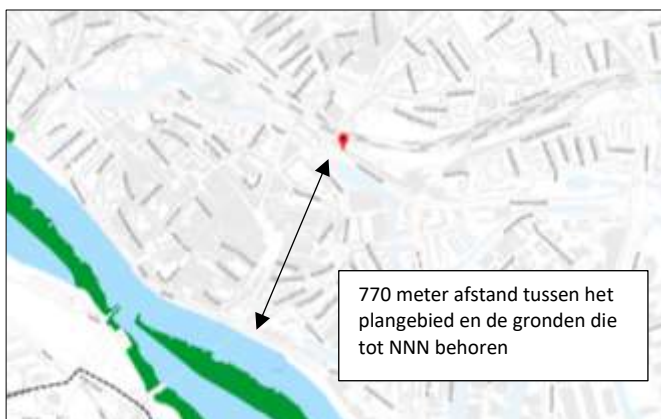 770 meter afstand tussen het
plangebied en de gronden die
tot NNN behoren